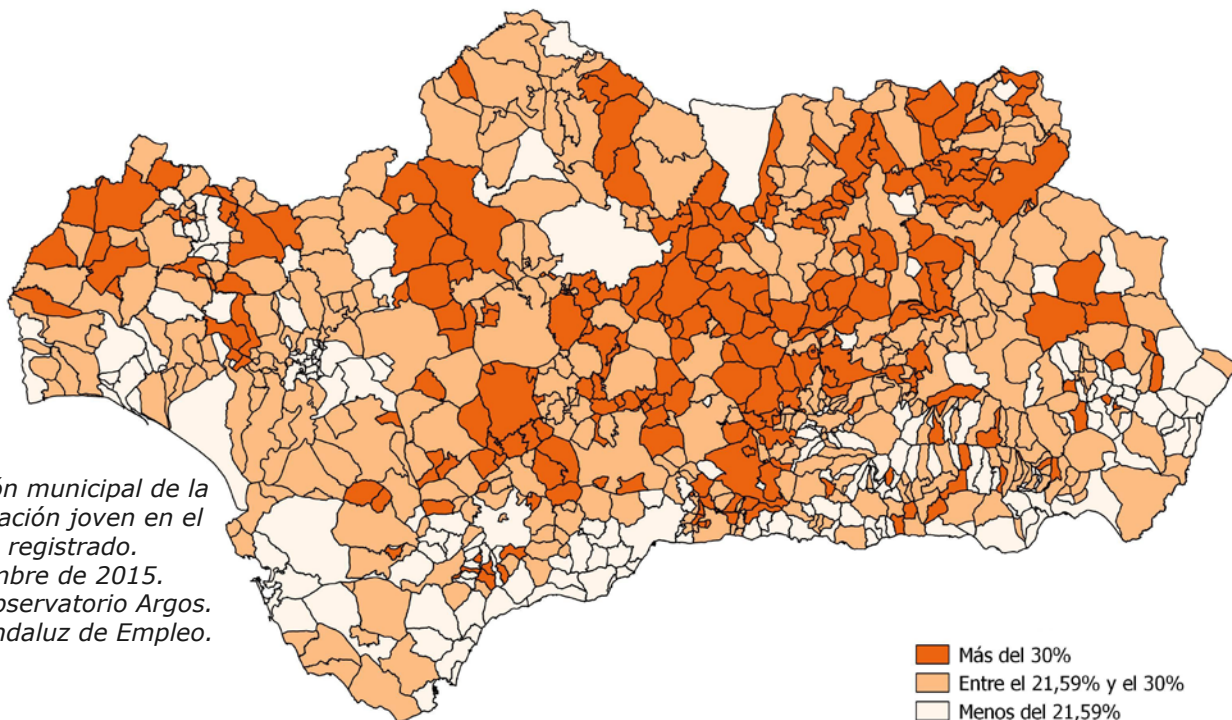 ón municipal de la
ación joven en el
registrado.
mbre de 2015.
bservatorio Argos.
ndaluz de Empleo.
Más del 30%
Entre el 21,59% y el 30%
Menos del 21,59%